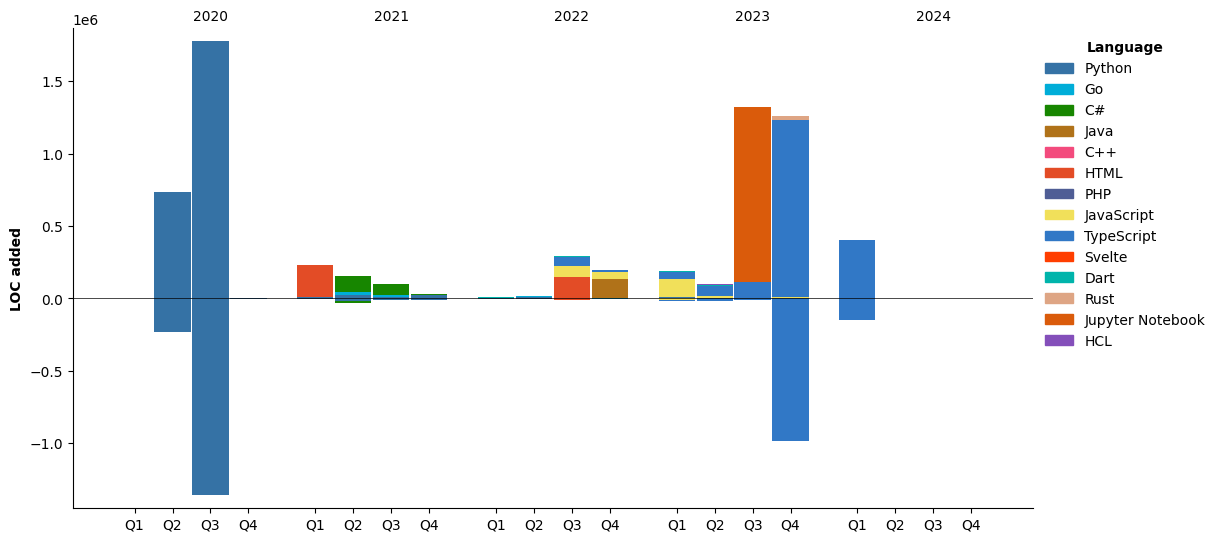 1e6
2020 2021 2022 2023 2024
LOC added
1.5
1.0
0.5
0.0
−0.5
−1.0
Q1 Q2 Q3 Q4 Q1 Q2 Q3 Q4 Q1 Q2 Q3 Q4 Q1 Q2 Q3 Q4 Q1 Q2 Q3 Q4
Language
Python
Go
C#
Java
C++
HTML
PHP
JavaScript
TypeScript
Svelte
Dart
Rust
Jupyter Notebook
HCL